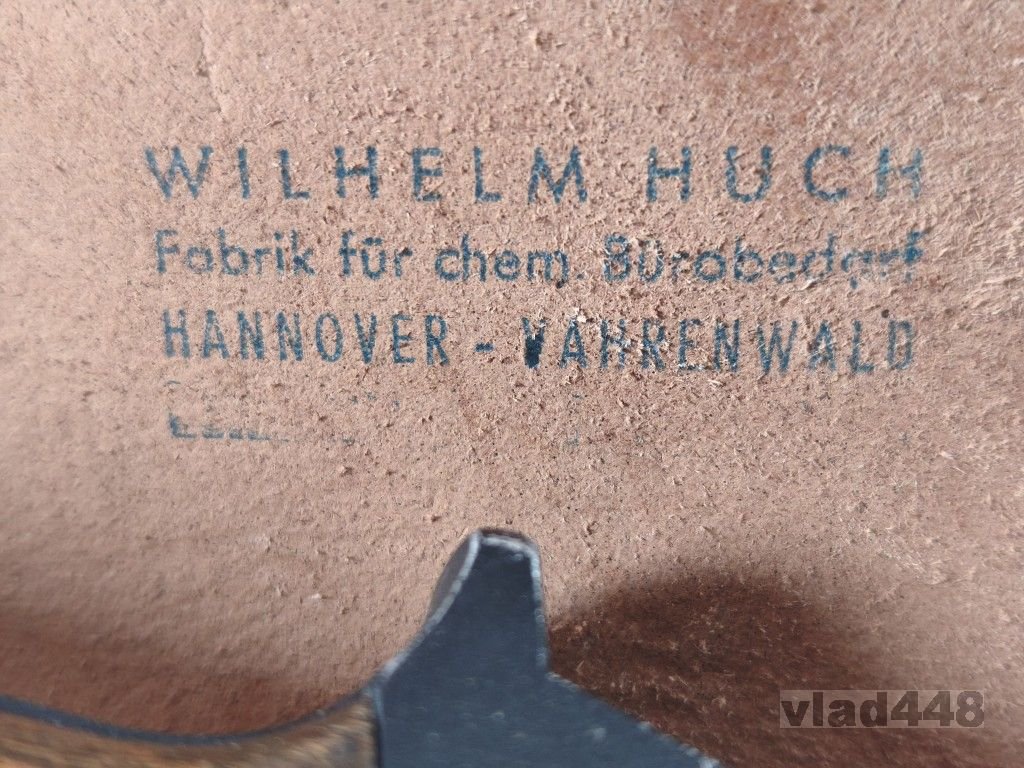 WILHELM HUCH
Fabrik für chem. Bürobedarf
HANNOVER - VAHRENWALD
vlad448